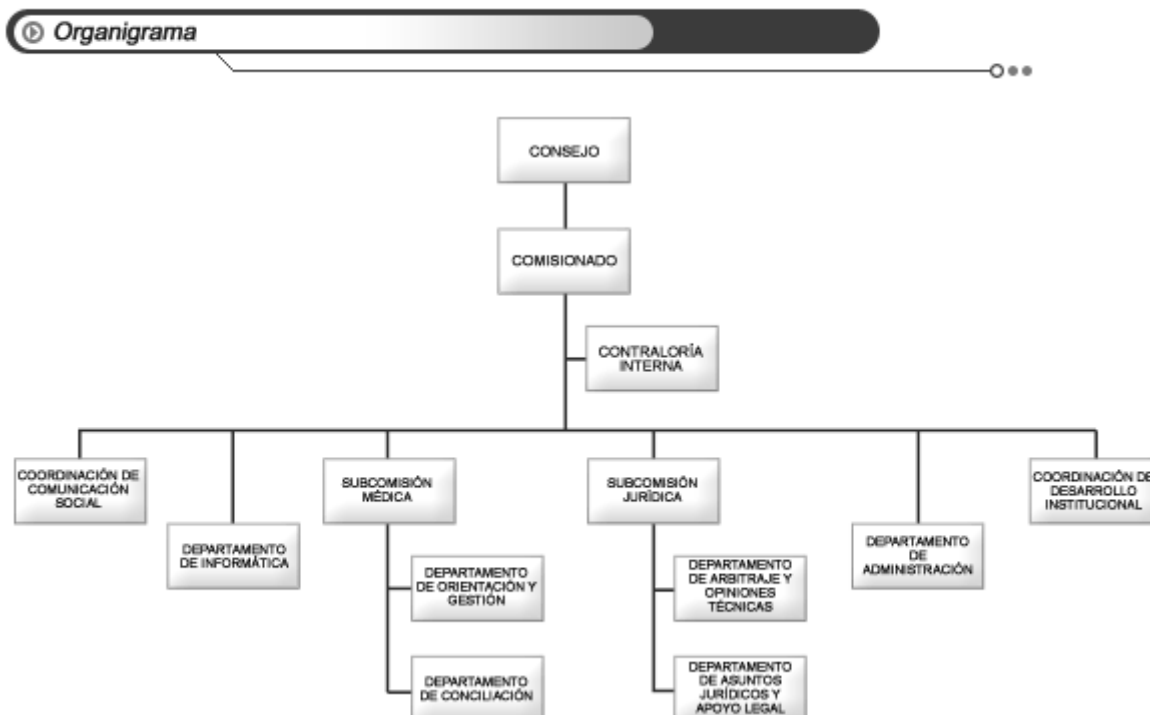 Organigrama
CONSEJO
COMISIONADO
CONTRALORÍA
INTERNA
COORDINACIÓN DE
COMUNICACIÓN
SOCIAL
DEPARTAMENTO
DE INFORMÁTICA
SUBCOMISIÓN
MÉDICA
DEPARTAMENTO
DE ORIENTACIÓN Y
GESTIÓN
DEPARTAMENTO
DE CONCILIACIÓN
SUBCOMISIÓN
JURÍDICA
DEPARTAMENTO
DE ARBITRAJE Y
OPINIONES
TÉCNICAS
DEPARTAMENTO
DE ASUNTOS
JURÍDICOS Y
APOYO LEGAL
DEPARTAMENTO
DE
ADMINISTRACIÓN
COORDINACIÓN DE
DESARROLLO
INSTITUCIONAL